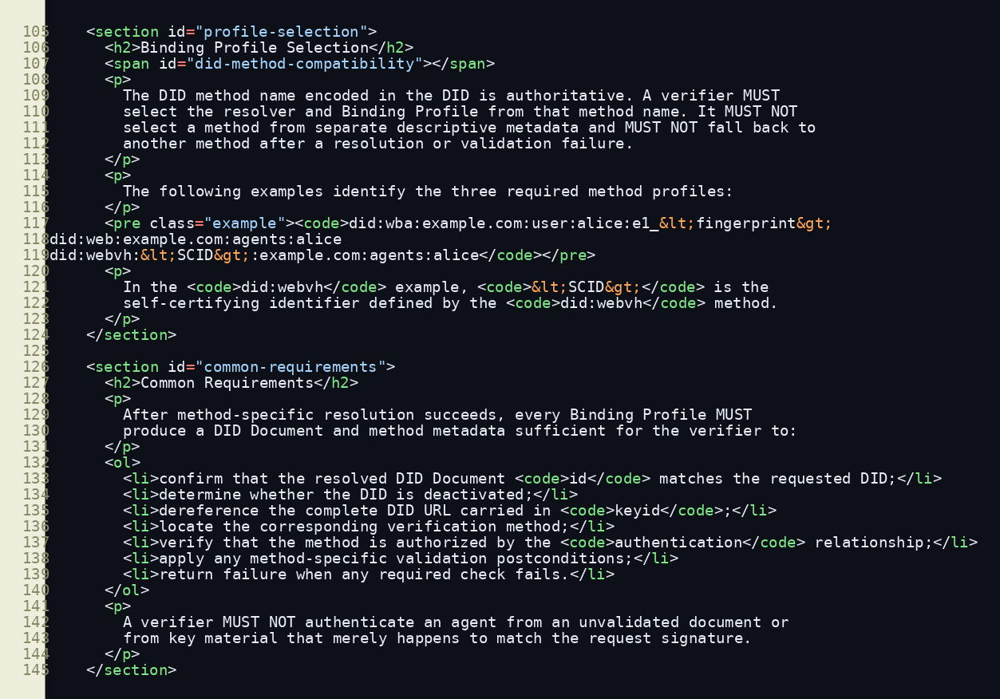 105     <section id="profile-selection">
106       <h2>Binding Profile Selection</h2>
107       <span id="did-method-compatibility"></span>
108       <p>
109         The DID method name encoded in the DID is authoritative. A verifier MUST
110         select the resolver and Binding Profile from that method name. It MUST NOT
111         select a method from separate descriptive metadata and MUST NOT fall back to
112         another method after a resolution or validation failure.
113       </p>
114       <p>
115         The following examples identify the three required method profiles:
116       </p>
117       <pre class="example"><code>did:wba:example.com:user:alice:e1_&lt;fingerprint&gt;
118 did:web:example.com:agents:alice
119 did:webvh:&lt;SCID&gt;:example.com:agents:alice</code></pre>
120       <p>
121         In the <code>did:webvh</code> example, <code>&lt;SCID&gt;</code> is the
122         self-certifying identifier defined by the <code>did:webvh</code> method.
123       </p>
124     </section>
125
126     <section id="common-requirements">
127       <h2>Common Requirements</h2>
128       <p>
129         After method-specific resolution succeeds, every Binding Profile MUST
130         produce a DID Document and method metadata sufficient for the verifier to:
131       </p>
132       <ol>
133         <li>confirm that the resolved DID Document <code>id</code> matches the requested DID;</li>
134         <li>determine whether the DID is deactivated;</li>
135         <li>dereference the complete DID URL carried in <code>keyid</code>;</li>
136         <li>locate the corresponding verification method;</li>
137         <li>verify that the method is authorized by the <code>authentication</code> relationship;</li>
138         <li>apply any method-specific validation postconditions;</li>
139         <li>return failure when any required check fails.</li>
140       </ol>
141       <p>
142         A verifier MUST NOT authenticate an agent from an unvalidated document or
143         from key material that merely happens to match the request signature.
144       </p>
145     </section>